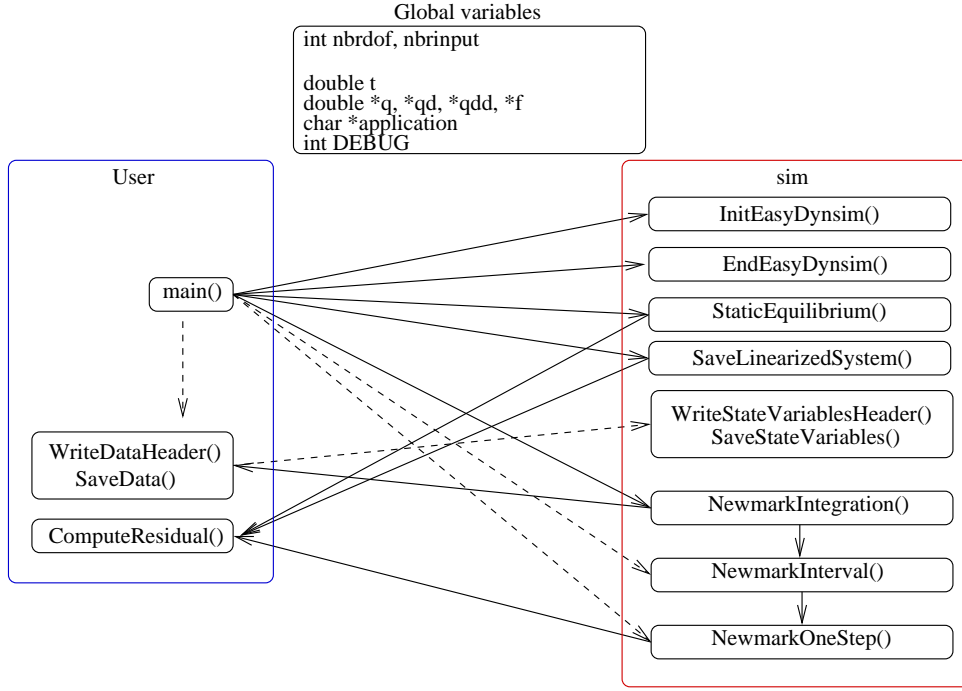 Global variables
int nbrdof, nbrinput
double t
double *q, *qd, *qdd, *f
char *application
int DEBUG
User
main()
WriteDataHeader()
SaveData()
ComputeResidual()
sim
InitEasyDynsim()
EndEasyDynsim()
StaticEquilibrium()
SaveLinearizedSystem()
WriteStateVariablesHeader()
SaveStateVariables()
NewmarkIntegration()
NewmarkInterval()
NewmarkOneStep()